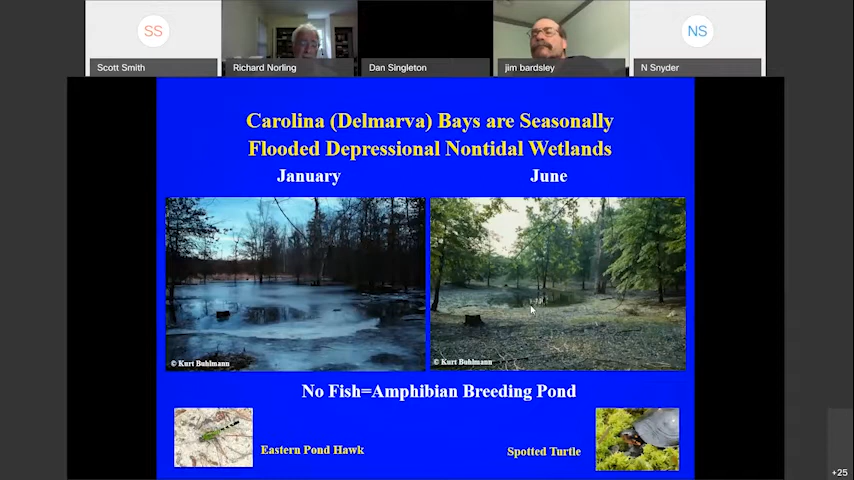 SS
NS
Scott Smith
Richard Norling
Dan Singleton
jim bardsley
N Snyder
Carolina (Delmarva) Bays are Seasonally
Flooded Depressional Nontidal Wetlands
January
June
© Kurt Buhlmann
© Kurt Buhlmann
No Fish=Amphibian Breeding Pond
Eastern Pond Hawk
Spotted Turtle
+25